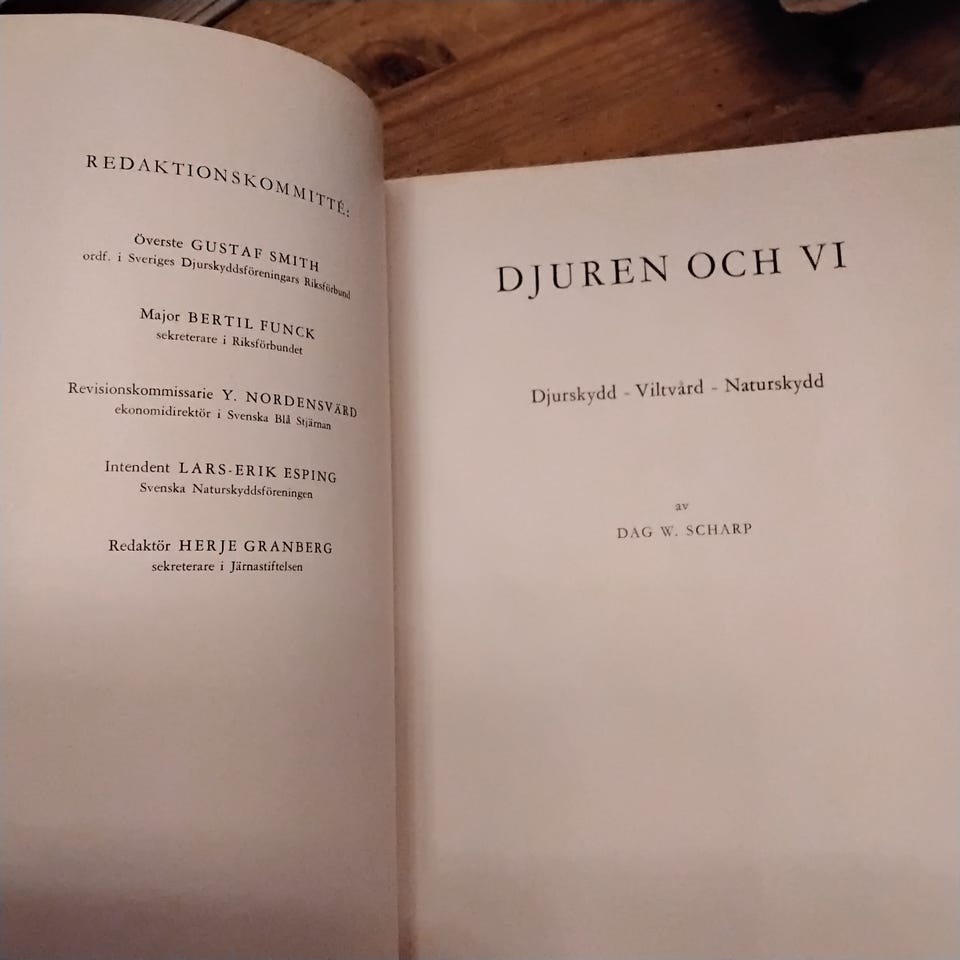 REDAKTIONSKOMMITTÉ:
Överste GUSTAF SMITH
ordf. i Sveriges Djurskyddsföreningars Riksförbund
Major BERTIL FUNCK
sekreterare i Riksförbundet
Revisionskommissarie Y. NORDENSVÄRD
ekonomidirektör i Svenska Blå Stjärnan
Intendent LARS-ERIK ESPING
Svenska Naturskyddsföreningen
Redaktör HERJE GRANBERG
sekreterare i Järnastiftelsen
DJUREN OCH VI
Djurskydd - Viltvård - Naturskydd
av
DAG W. SCHARP